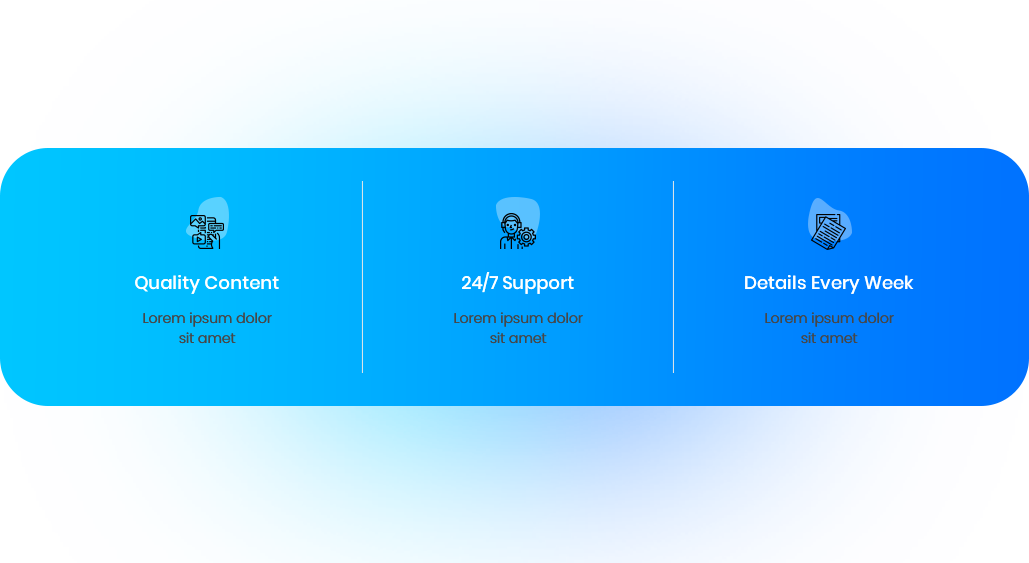 Quality Content
Lorem ipsum dolor
sit amet
24/7 Support
Lorem ipsum dolor
sit amet
Details Every Week
Lorem ipsum dolor
sit amet